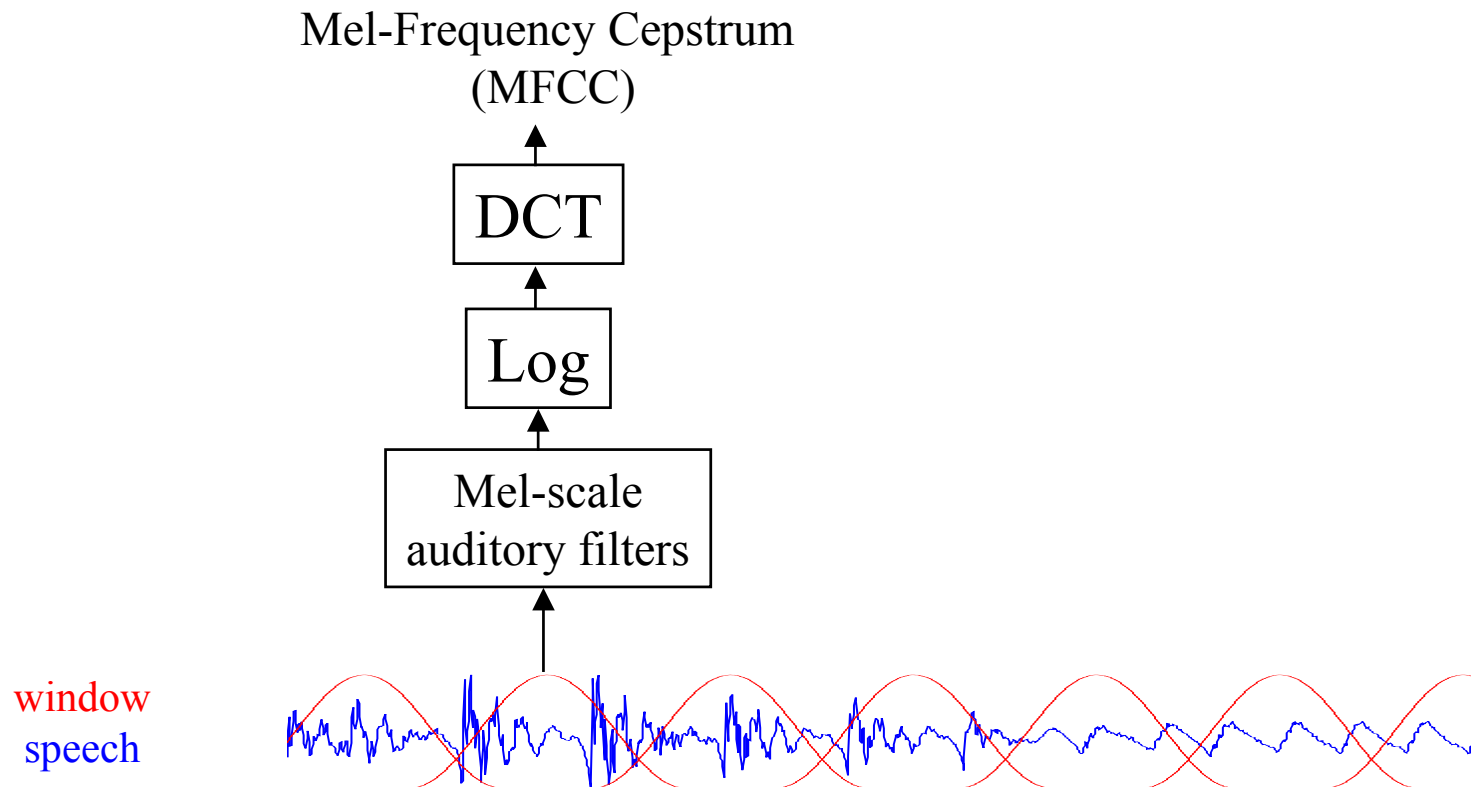 Mel-Frequency Cepstrum
(MFCC)
DCT
Log
Mel-scale
auditory filters
window
speech